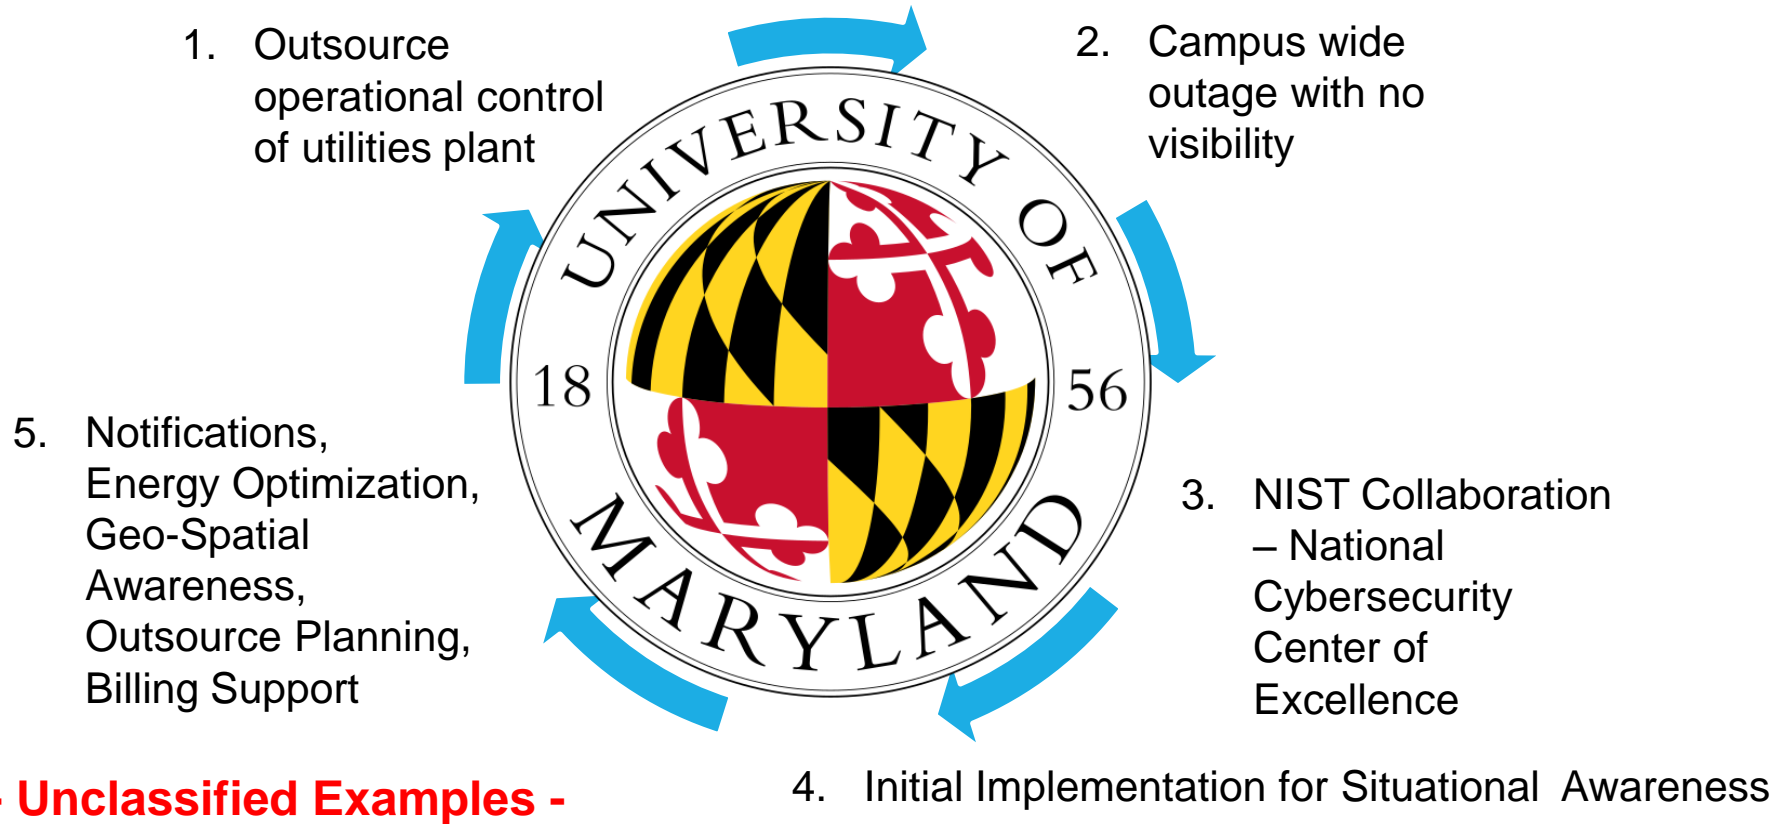 1. Outsource
operational control
of utilities plant
2. Campus wide
outage with no
visibility
UNIVERSITY OF
MARYLAND
18 56
3. NIST Collaboration
– National
Cybersecurity
Center of
Excellence
4. Initial Implementation for Situational Awareness
5. Notifications,
Energy Optimization,
Geo-Spatial
Awareness,
Outsource Planning,
Billing Support
- Unclassified Examples -